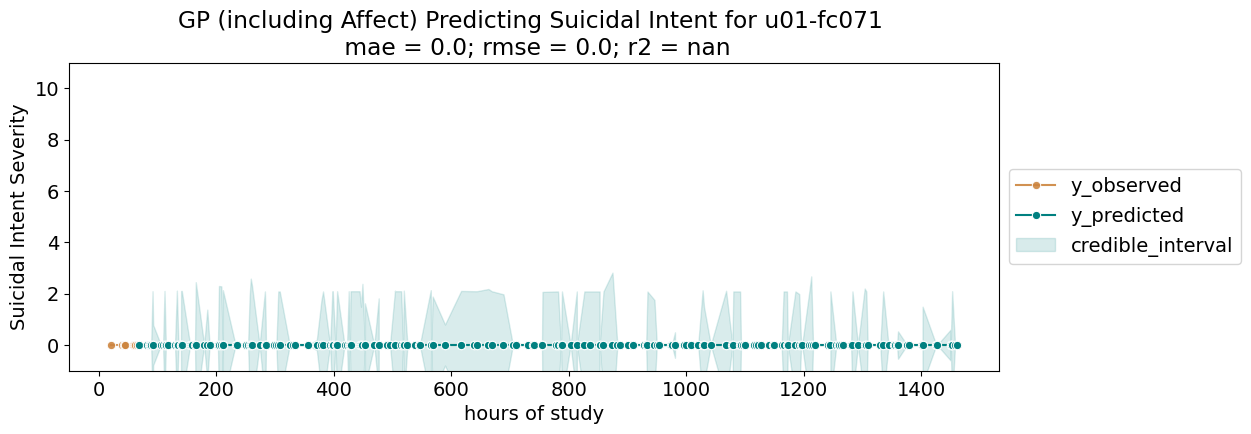 GP (including Affect) Predicting Suicidal Intent for u01-fc071
mae = 0.0; rmse = 0.0; r2 = nan
10
8
6
4
2
0
Suicidal Intent Severity
0 200 400 600 800 1000 1200 1400
hours of study
y_observed
y_predicted
credible_interval